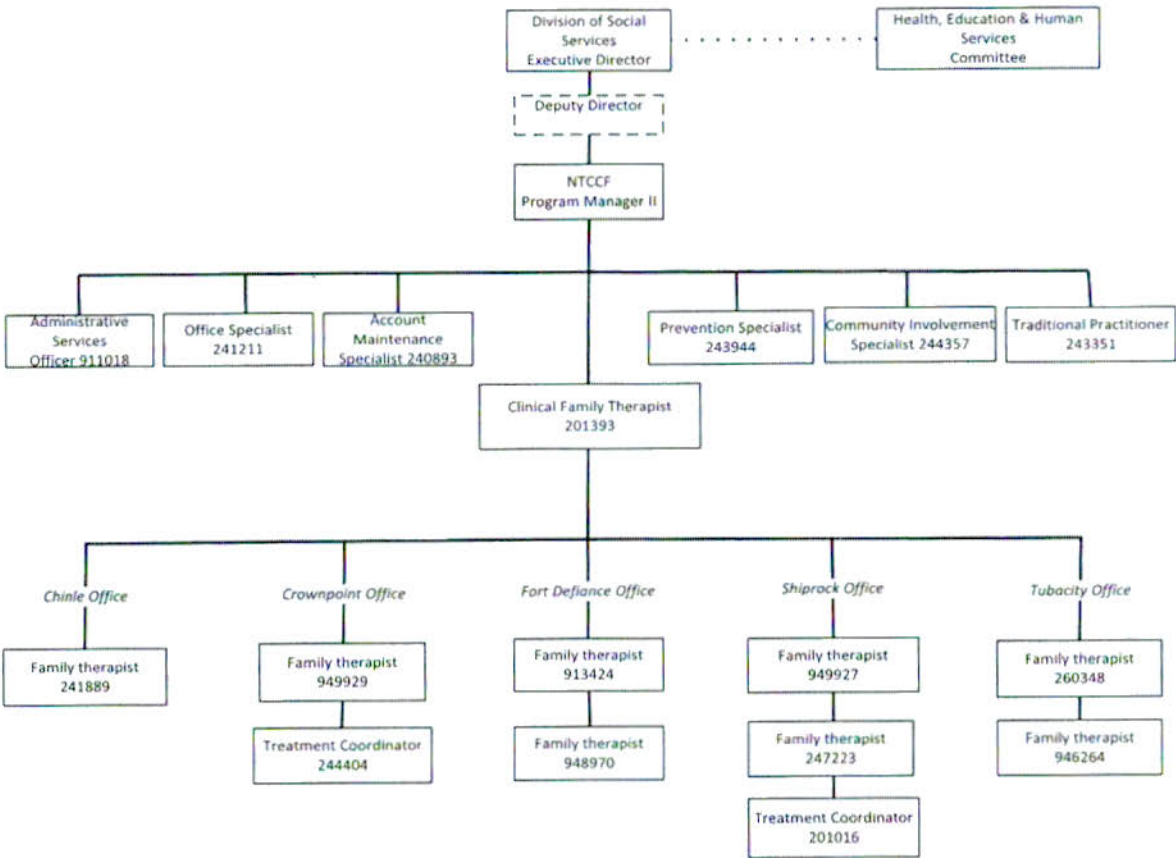 Division of Social
Services
Executive Director
Health, Education & Human
Services
Committee
Deputy Director
NTCCF
Program Manager II
Administrative
Services
Officer 911018
Office Specialist
241211
Account
Maintenance
Specialist 240893
Prevention Specialist
243944
Community Involvement
Specialist 244357
Traditional Practitioner
243351
Clinical Family Therapist
201393
Chinle Office
Crownpoint Office
Fort Defiance Office
Shiprock Office
Tubacity Office
Family therapist
241889
Family therapist
949929
Family therapist
913424
Family therapist
949927
Family therapist
260348
Treatment Coordinator
244404
Family therapist
948970
Family therapist
247223
Family therapist
946264
Treatment Coordinator
201016